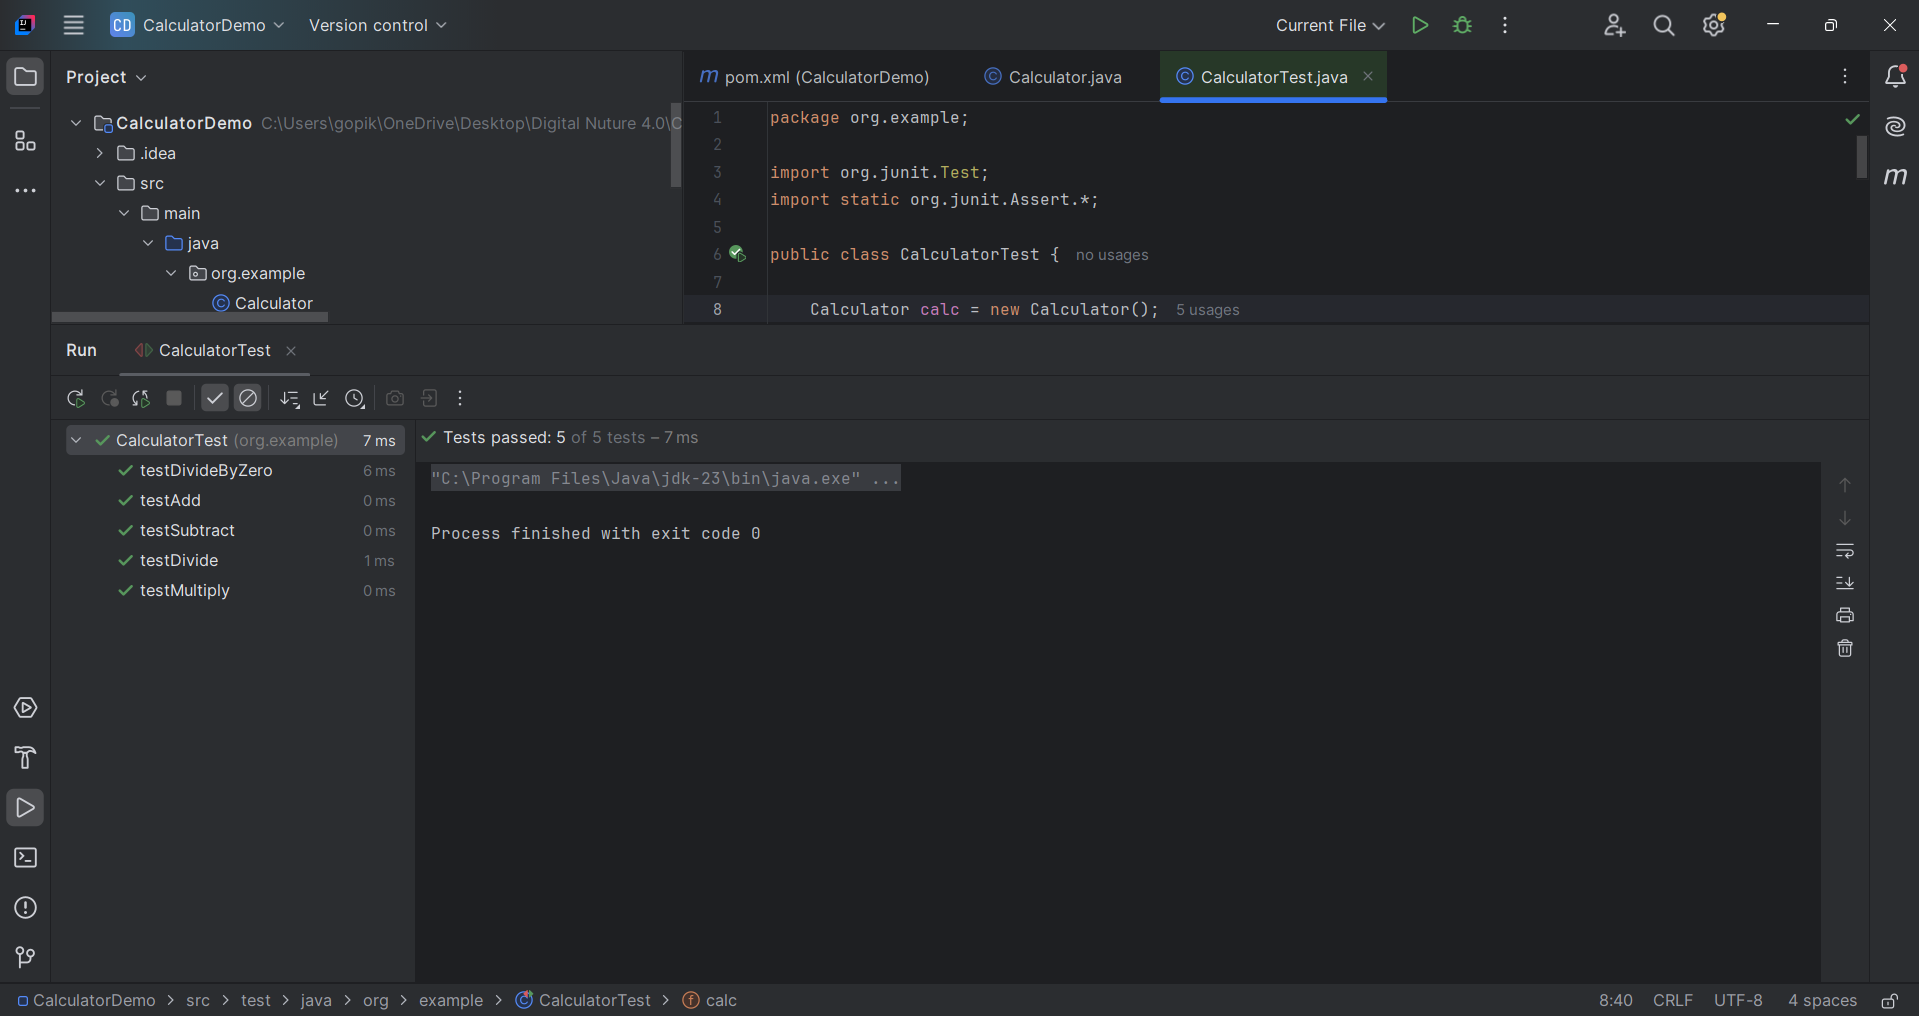 CD CalculatorDemo Version control Current File
Project
CalculatorDemo C:\Users\gopik\OneDrive\Desktop\Digital Nuture 4.0\C
.idea
src
main
java
org.example
Calculator
m pom.xml (CalculatorDemo) Calculator.java CalculatorTest.java
1 package org.example;
2
3 import org.junit.Test;
4 import static org.junit.Assert.*;
5
6 public class CalculatorTest { no usages
7
8 Calculator calc = new Calculator(); 5 usages
m
Run CalculatorTest
CalculatorTest (org.example) 7 ms
testDivideByZero 6 ms
testAdd 0 ms
testSubtract 0 ms
testDivide 1 ms
testMultiply 0 ms
Tests passed: 5 of 5 tests – 7 ms
"C:\Program Files\Java\jdk-23\bin\java.exe" ...
Process finished with exit code 0
CalculatorDemo > src > test > java > org > example > CalculatorTest > calc 8:40 CRLF UTF-8 4 spaces